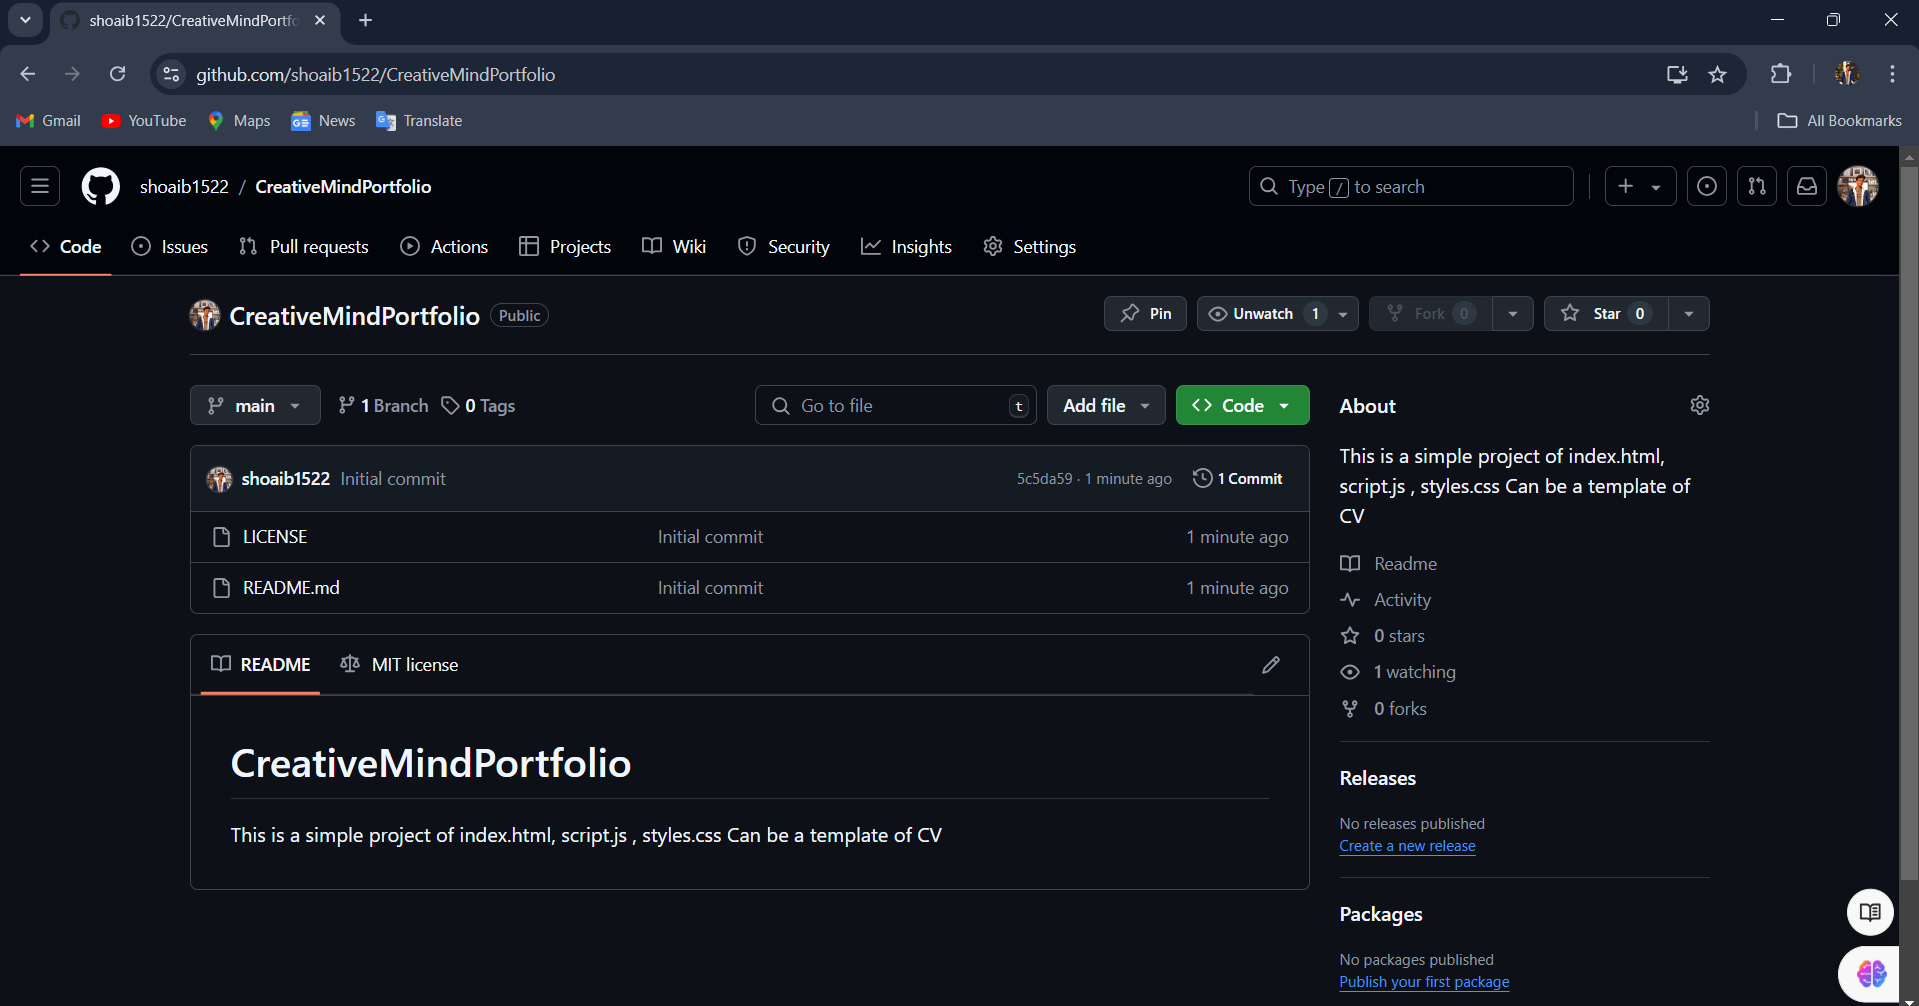 shoaib1522/CreativeMindPortfo
github.com/shoaib1522/CreativeMindPortfolio
Gmail YouTube Maps News Translate All Bookmarks
shoaib1522 / CreativeMindPortfolio Type / to search
Code Issues Pull requests Actions Projects Wiki Security Insights Settings
CreativeMindPortfolio Public Pin Unwatch 1 Fork 0 Star 0
main 1 Branch 0 Tags Go to file t Add file Code
shoaib1522 Initial commit 5c5da59 · 1 minute ago 1 Commit
LICENSE Initial commit 1 minute ago
README.md Initial commit 1 minute ago
README MIT license
CreativeMindPortfolio
This is a simple project of index.html, script.js , styles.css Can be a template of CV
About
This is a simple project of index.html,
script.js , styles.css Can be a template of
CV
Readme
Activity
0 stars
1 watching
0 forks
Releases
No releases published
Create a new release
Packages
No packages published
Publish your first package